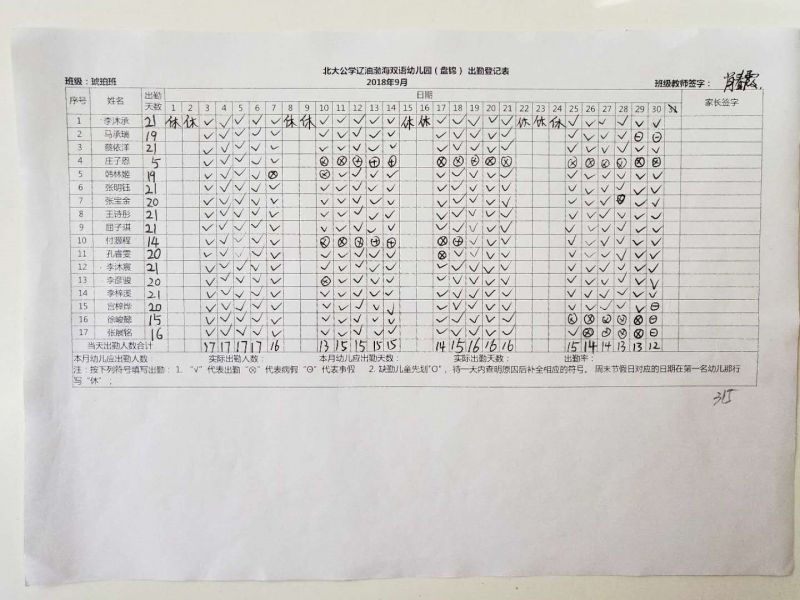 北大公学辽油渤海双语幼儿园（盘锦） 出勤登记表
2018年9月
班级：琥珀班 班级教师签字：
序号 姓名 出勤天数 日期 家长签字
1 2 3 4 5 6 7 8 9 10 11 12 13 14 15 16 17 18 19 20 21 22 23 24 25 26 27 28 29 30
1 李沐承 21 休 休 √ √ √ √ √ 休 休 √ √ √ √ √ 休 休 √ √ √ √ √ 休 休 休 √ √ √ √ √ √
2 马承瑞 19 √ √ √ √ √ √ √ √ √ √ √ √ √ √ √ √ √ √ √ ⊖ ⊖
3 蔡依洋 21 √ √ √ √ √ √ √ √ √ √ √ √ √ √ √ √ √ √ √ √ √
4 庄子恩 5 √ √ √ √ √ ⊗ ⊗ ⊕ ⊕ ⊕ ⊗ ⊗ ⊗ ⊗ ⊗ ⊗ ⊗ ⊗ ⊗ ⊗ ⊗
5 韩林姬 19 √ √ √ √ ⊗ ⊗ √ √ √ √ √ √ √ √ √ √ √ √ √ √ √
6 张明钰 21 √ √ √ √ √ √ √ √ √ √ √ √ √ √ √ √ √ √ √ √ √
7 张宝金 20 √ √ √ √ √ √ √ √ √ √ √ √ √ √ √ √ √ √ ⊗ √ √
8 王诗彤 21 √ √ √ √ √ √ √ √ √ √ √ √ √ √ √ √ √ √ √ √ √
9 屈子淇 21 √ √ √ √ √ √ √ √ √ √ √ √ √ √ √ √ √ √ √ √ √
10 付灏程 14 √ √ √ √ √ ⊗ ⊗ ⊗ ⊕ ⊕ ⊗ ⊕ √ √ √ √ √ √ √ √ √
11 孔睿雯 20 √ √ √ √ √ √ √ √ √ √ ⊗ √ √ √ √ √ √ √ √ √ √
12 李沐宸 21 √ √ √ √ √ √ √ √ √ √ √ √ √ √ √ √ √ √ √ √ √
13 李彦骏 20 √ √ √ √ √ ⊗ √ √ √ √ √ √ √ √ √ √ √ √ √ √ √
14 李梓溪 21 √ √ √ √ √ √ √ √ √ √ √ √ √ √ √ √ √ √ √ √ √
15 宫梓烨 20 √ √ √ √ √ √ √ √ √ √ √ √ √ √ √ √ √ √ √ √ ⊖
16 徐峻懿 15 √ √ √ √ √ √ √ √ √ √ √ √ √ √ √ ⊗ ⊗ ⊗ ⊗ ⊗ ⊖
17 张宸铭 16 √ √ √ √ √ √ √ √ √ √ √ √ √ √ √ √ ⊗ ⊗ ⊗ ⊗ ⊖
当天出勤人数合计 17 17 17 17 16 13 15 15 15 15 14 15 16 16 16 15 14 14 13 13 12
本月幼儿应出勤人数 实际出勤人数： 本月幼儿应出勤天数： 实际出勤天数： 出勤率：
注：按下列符号填写出勤： 1. “√”代表出勤 “⊗”代表病假 “Θ”代表事假 2. 缺勤儿童先划“O”，待一天内查明原因后补全相应的符号。 周末节假日对应的日期在第一名幼儿那行
写“休”；
315